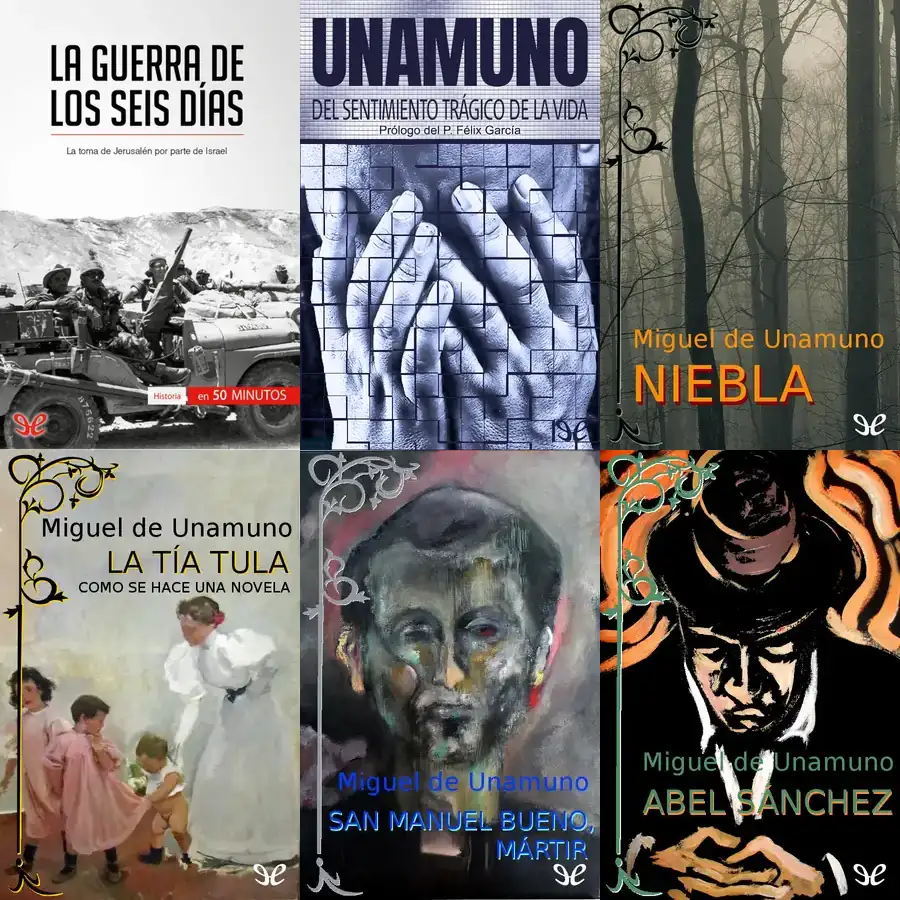 LA GUERRA DE
LOS SEIS DÍAS
La toma de Jerusalén por parte de Israel
Historia
en 50 MINUTOS
UNAMUNO
DEL SENTIMIENTO TRÁGICO DE LA VIDA
Prólogo del P. Félix García
Miguel de Unamuno
NIEBLA
Miguel de Unamuno
LA TÍA TULA
COMO SE HACE UNA NOVELA
Miguel de Unamuno
SAN MANUEL BUENO,
MÁRTIR
Miguel de Unamuno
ABEL SÁNCHEZ